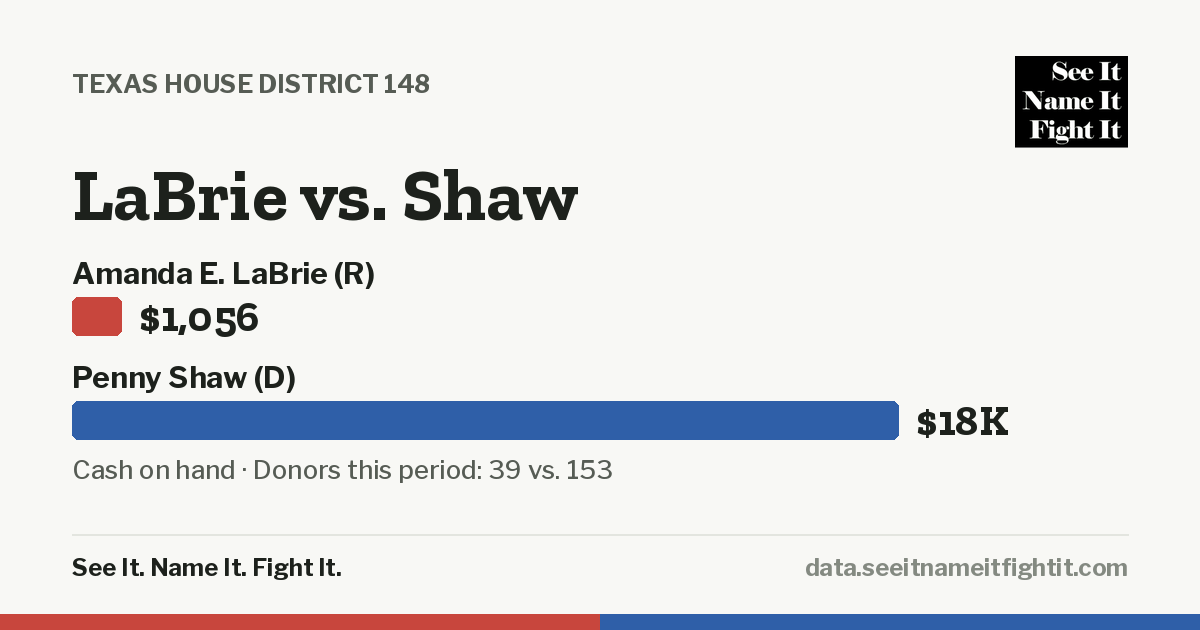 TEXAS HOUSE DISTRICT 148
See It
Name It
Fight It
LaBrie vs. Shaw
Amanda E. LaBrie (R)
$1,056
Penny Shaw (D)
$18K
Cash on hand · Donors this period: 39 vs. 153
See It. Name It. Fight It.
data.seeitnameitfightit.com